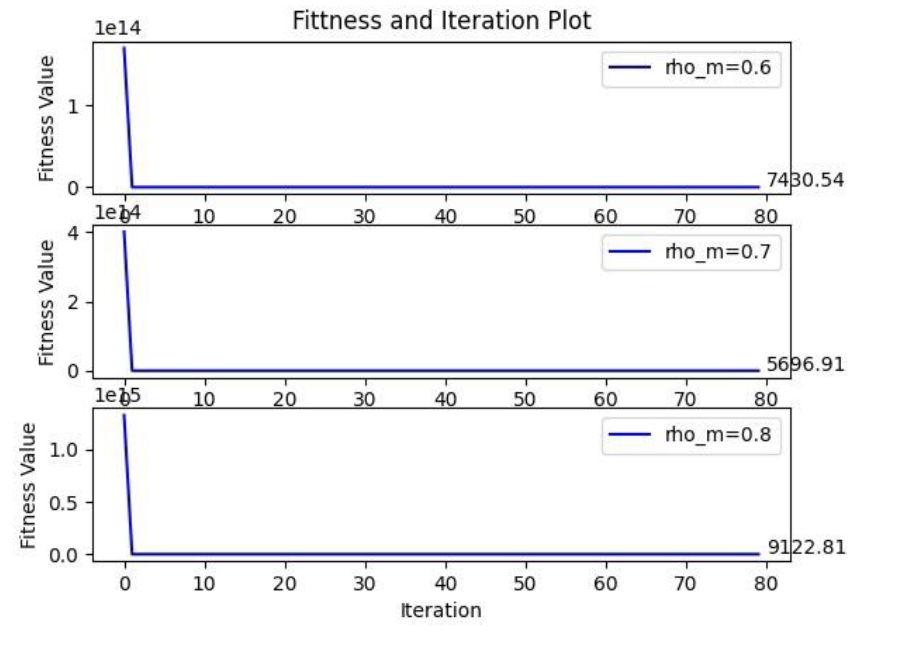 Fittness and Iteration Plot
1e14
Fitness Value
1
0
rho_m=0.6
7430.54
0 10 20 30 40 50 60 70 80
1e14
Fitness Value
4
2
0
rho_m=0.7
5696.91
0 10 20 30 40 50 60 70 80
1e15
Fitness Value
1.0
0.5
0.0
rho_m=0.8
9122.81
0 10 20 30 40 50 60 70 80
Iteration